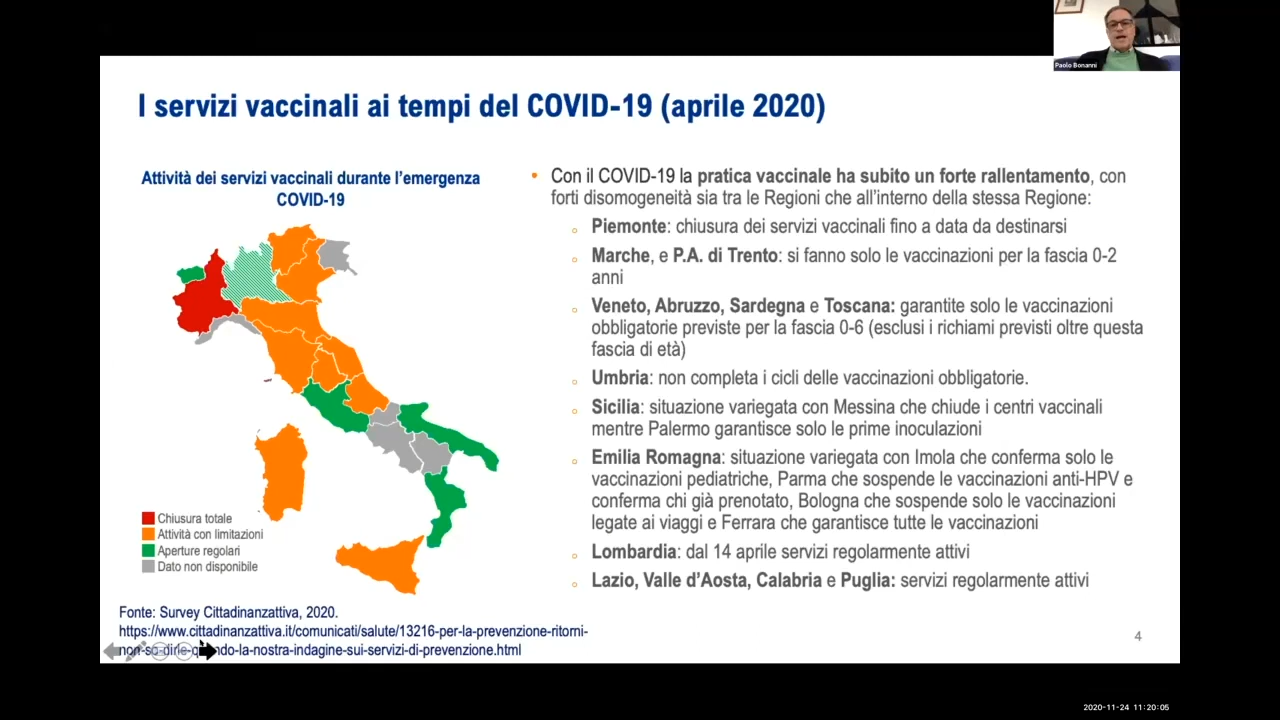 Paolo Bonanni
I servizi vaccinali ai tempi del COVID-19 (aprile 2020)
Attività dei servizi vaccinali durante l'emergenza
COVID-19
Chiusura totale
Attività con limitazioni
Aperture regolari
Dato non disponibile
• Con il COVID-19 la pratica vaccinale ha subito un forte rallentamento, con
forti disomogeneità sia tra le Regioni che all'interno della stessa Regione:
o Piemonte: chiusura dei servizi vaccinali fino a data da destinarsi
o Marche, e P.A. di Trento: si fanno solo le vaccinazioni per la fascia 0-2
anni
o Veneto, Abruzzo, Sardegna e Toscana: garantite solo le vaccinazioni
obbligatorie previste per la fascia 0-6 (esclusi i richiami previsti oltre questa
fascia di età)
o Umbria: non completa i cicli delle vaccinazioni obbligatorie.
o Sicilia: situazione variegata con Messina che chiude i centri vaccinali
mentre Palermo garantisce solo le prime inoculazioni
o Emilia Romagna: situazione variegata con Imola che conferma solo le
vaccinazioni pediatriche, Parma che sospende le vaccinazioni anti-HPV e
conferma chi già prenotato, Bologna che sospende solo le vaccinazioni
legate ai viaggi e Ferrara che garantisce tutte le vaccinazioni
o Lombardia: dal 14 aprile servizi regolarmente attivi
o Lazio, Valle d'Aosta, Calabria e Puglia: servizi regolarmente attivi
Fonte: Survey Cittadinanzattiva, 2020.
https://www.cittadinanzattiva.it/comunicati/salute/13216-per-la-prevenzione-ritorni-
ndo-la-nostra-indagine-sui-servizi-di-prevenzione.html
4
2020-11-24 11:20:05